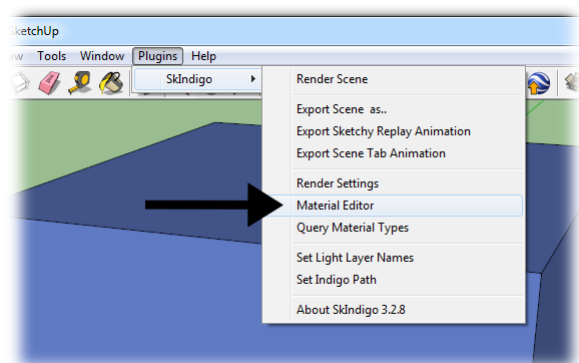 ketchUp
Tools Window Plugins Help
SkIndigo
Render Scene
Export Scene as..
Export Sketchy Replay Animation
Export Scene Tab Animation
Render Settings
Material Editor
Query Material Types
Set Light Layer Names
Set Indigo Path
About SkIndigo 3.2.8